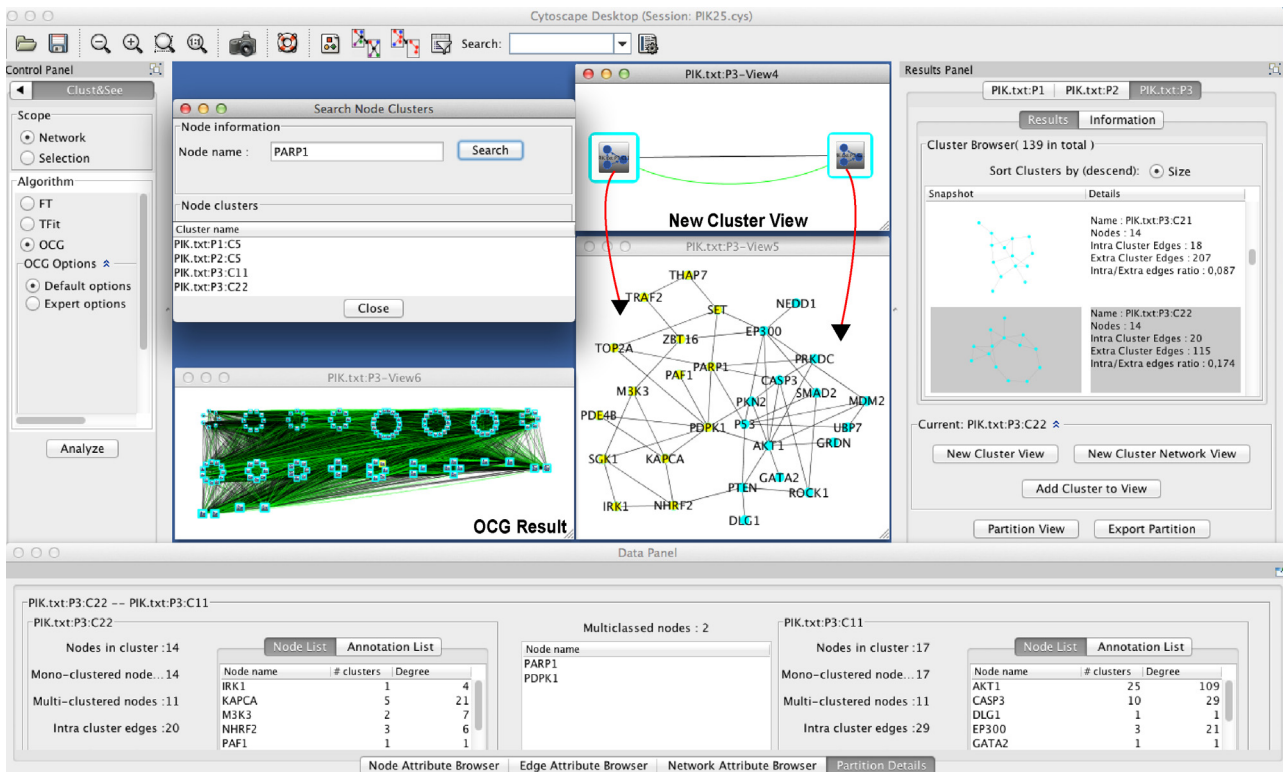 Cytoscape Desktop (Session: PIK25.cys)
Search:
Control Panel
Clust&See
Scope
Network
Selection
Algorithm
FT
TFit
OCG
OCG Options
Default options
Expert options
Analyze
Search Node Clusters
Node information
Node name : PARP1 Search
Node clusters
Cluster name
PIK.txt:P1:C5
PIK.txt:P2:C5
PIK.txt:P3:C11
PIK.txt:P3:C22
Close
PIK.txt:P3-View6
OCG Result
PIK.txt:P3-View4
New Cluster View
PIK.txt:P3-View5
THAP7
TRAF2
SET
NEDD1
EP300
ZBT16
TOP2A
PRKDC
PARP1
PAF1
CASP3
M3K3
SMAD2
PKN2
MDM2
PDE4B
PDPK1
P53
UBP7
GRDN
AKT1
SGK1
KAPCA
GATA2
PTEN
ROCK1
IRK1
NHRF2
DLG1
Results Panel
PIK.txt:P1 PIK.txt:P2 PIK.txt:P3
Results Information
Cluster Browser( 139 in total )
Sort Clusters by (descend): Size
Snapshot Details
Name : PIK.txt:P3:C21
Nodes : 14
Intra Cluster Edges : 18
Extra Cluster Edges : 207
Intra/Extra edges ratio : 0,087
Name : PIK.txt:P3:C22
Nodes : 14
Intra Cluster Edges : 20
Extra Cluster Edges : 115
Intra/Extra edges ratio : 0,174
Current: PIK.txt:P3:C22
New Cluster View New Cluster Network View
Add Cluster to View
Partition View Export Partition
Data Panel
PIK.txt:P3:C22 -- PIK.txt:P3:C11
PIK.txt:P3:C22
Nodes in cluster :14
Mono-clustered node...14
Multi-clustered nodes :11
Intra cluster edges :20
Node List Annotation List
Node name # clusters Degree
IRK1 1 4
KAPCA 5 21
M3K3 2 7
NHRF2 3 6
PAF1 1 1
Multiclassed nodes : 2
Node name
PARP1
PDPK1
PIK.txt:P3:C11
Nodes in cluster :17
Mono-clustered node...17
Multi-clustered nodes :11
Intra cluster edges :29
Node List Annotation List
Node name # clusters Degree
AKT1 25 109
CASP3 10 29
DLG1 1 1
EP300 3 21
GATA2 1 1
Node Attribute Browser Edge Attribute Browser Network Attribute Browser Partition Details